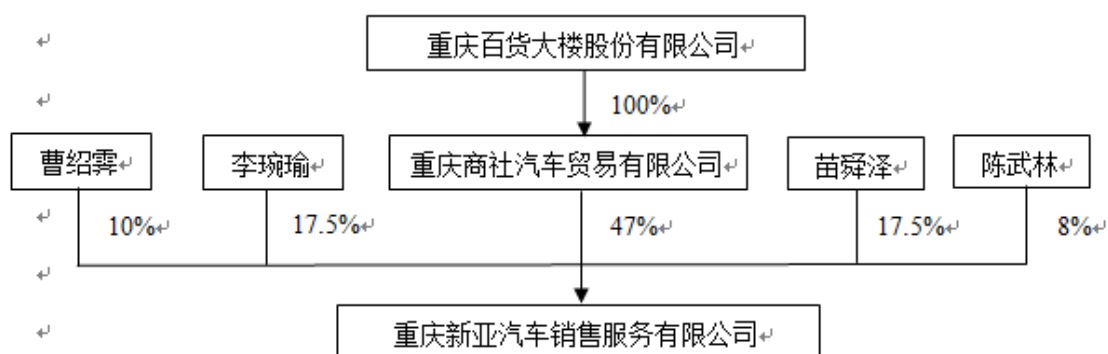 重庆百货大楼股份有限公司
100%
曹绍霁 李琬瑜 重庆商社汽车贸易有限公司 苗舜泽 陈武林
10% 17.5% 47% 17.5% 8%
重庆新亚汽车销售服务有限公司